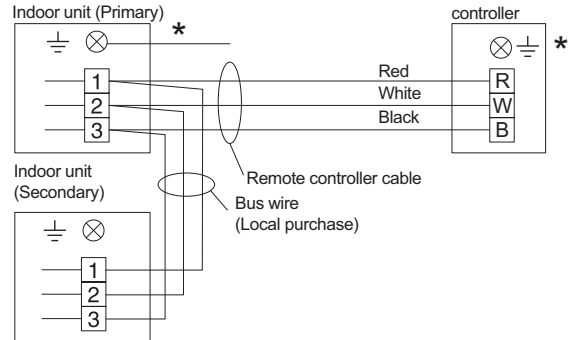 Indoor unit (Primary)
*
1
2
3
controller
*
Red
R
White
W
Black
B
Remote controller cable
Bus wire
(Local purchase)
Indoor unit
(Secondary)
1
2
3